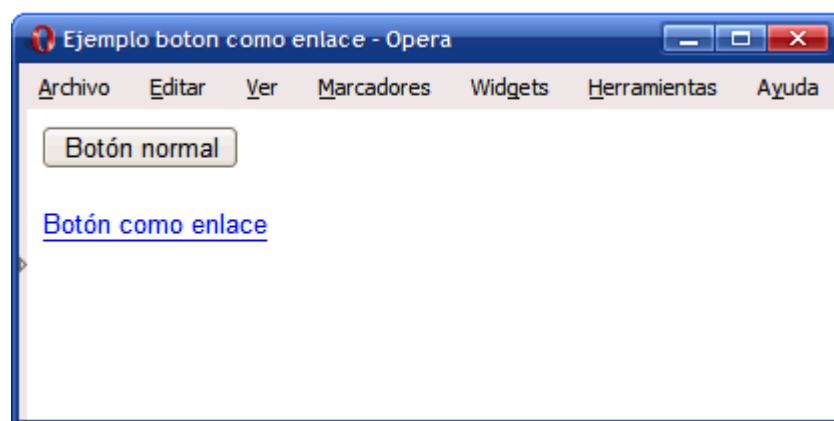 Ejemplo boton como enlace - Opera
Archivo Editar Ver Marcadores Widgets Herramientas Ayuda
Botón normal
Botón como enlace